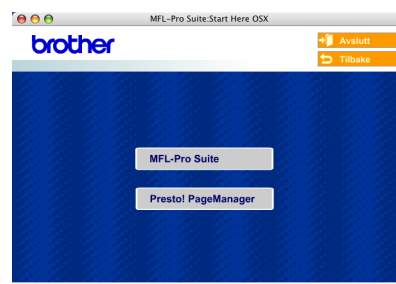 MFL-Pro Suite:Start Here OSX
brother
Avslutt
Tilbake
MFL-Pro Suite
Presto! PageManager